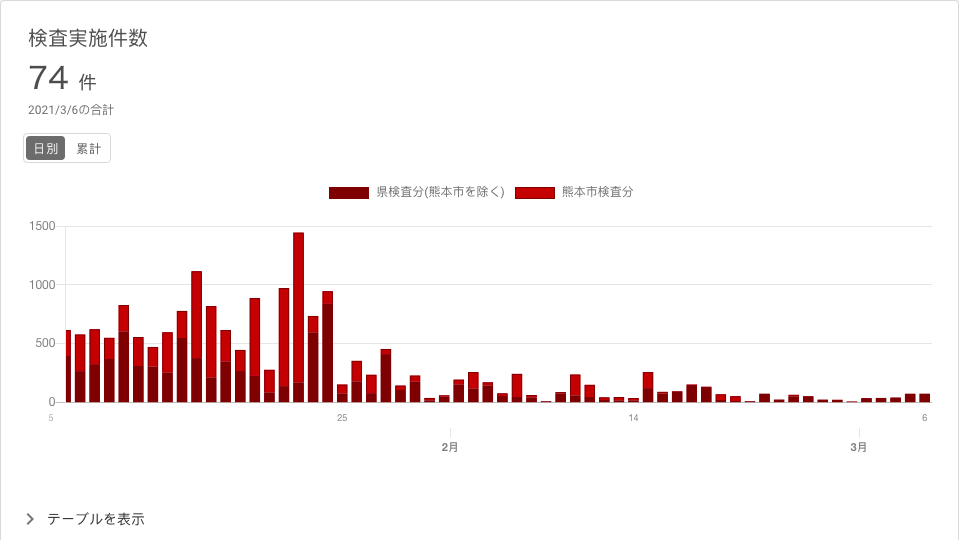 検査実施件数
74 件
2021/3/6の合計
日別 累計
県検査分(熊本市を除く) 熊本市検査分
1500
1000
500
0
5 25 14 6
2月 3月
テーブルを表示